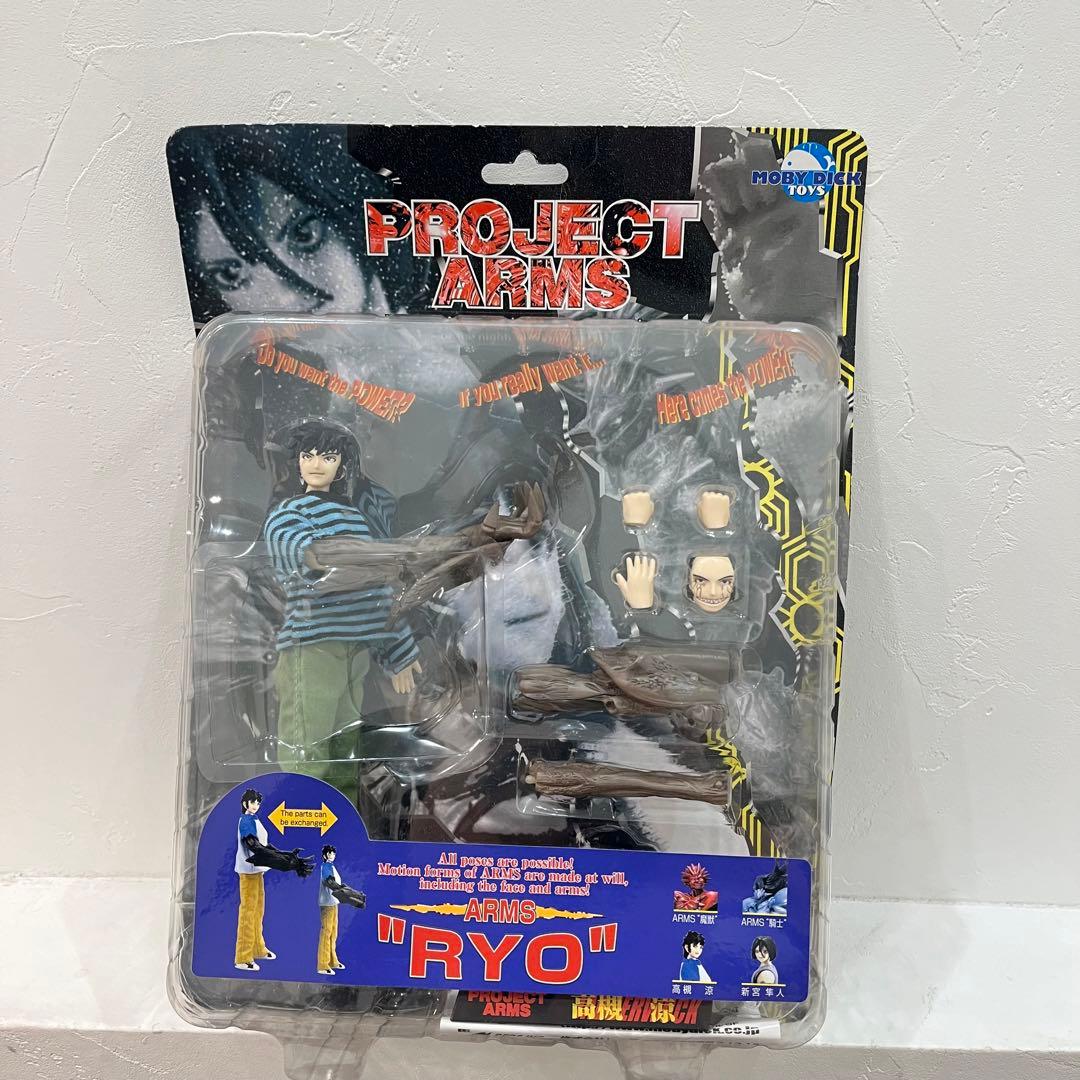 MOBY DICK
TOYS
PROJECT
ARMS
Do you want the POWER?
If you really want it...
Here comes the POWER!
The parts can
be exchanged.
All poses are possible!
Motion forms of ARMS are made at will,
including the face and arms!
ARMS
"RYO"
ARMS "魔獣"
ARMS "騎士"
高槻 涼
新宮 隼人
PROJECT
ARMS
高槻 涼